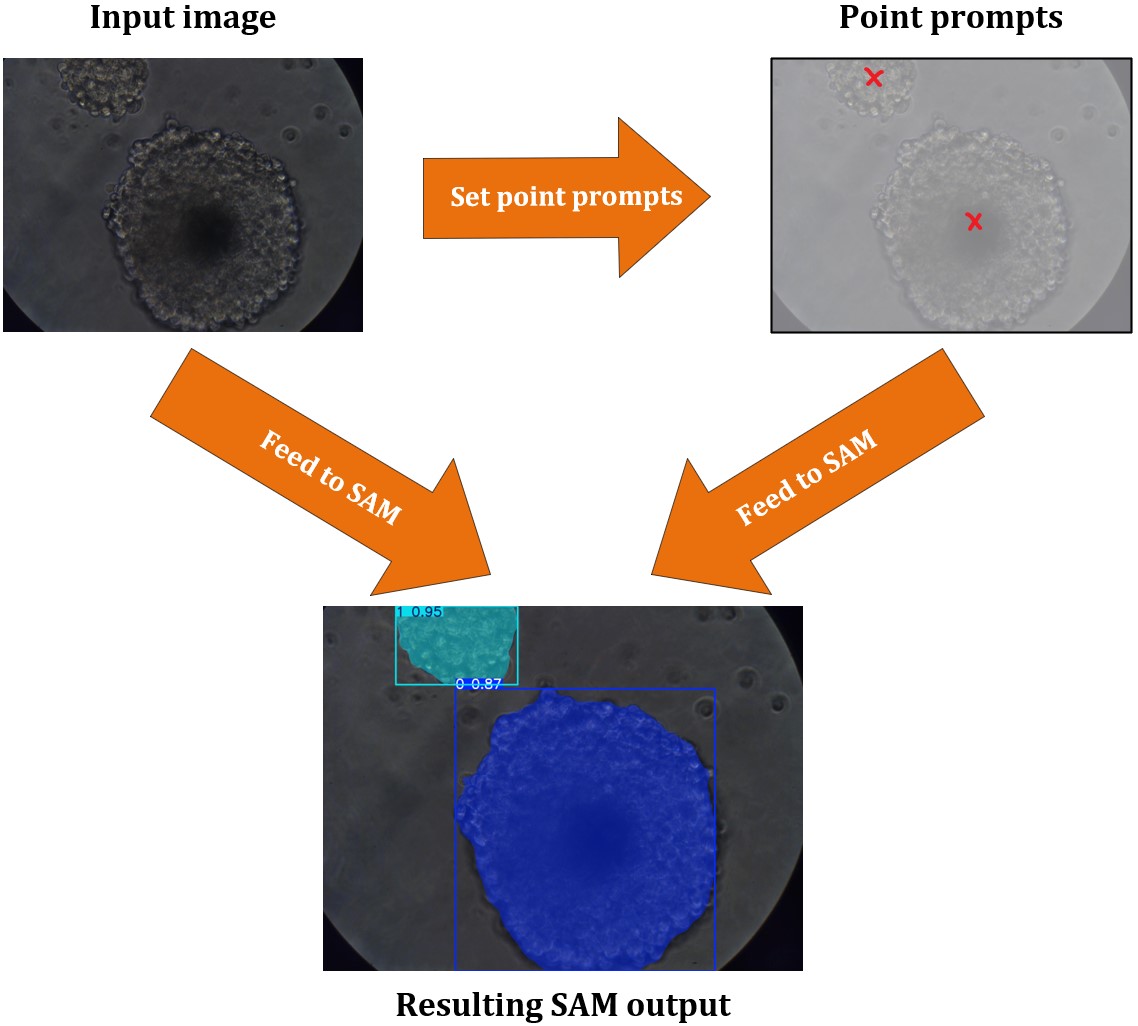 Input image
Point prompts
Set point prompts
Feed to SAM
Feed to SAM
1 0.95
0 0.87
Resulting SAM output